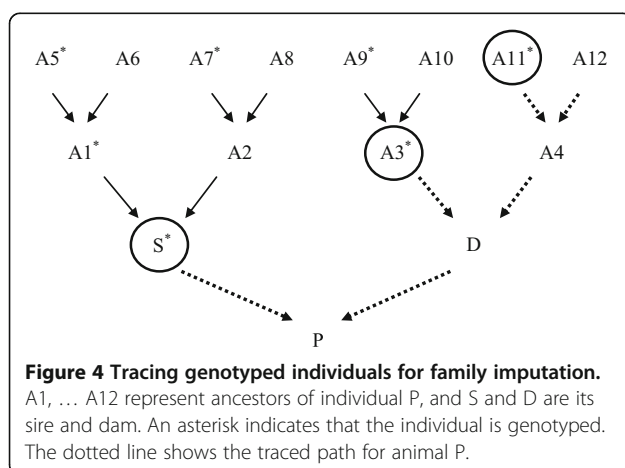 A5* A6 A7* A8 A9* A10 A11* A12
A1* A2 A3* A4
S* D
P
Figure 4 Tracing genotyped individuals for family imputation.
A1, … A12 represent ancestors of individual P, and S and D are its
sire and dam. An asterisk indicates that the individual is genotyped.
The dotted line shows the traced path for animal P.